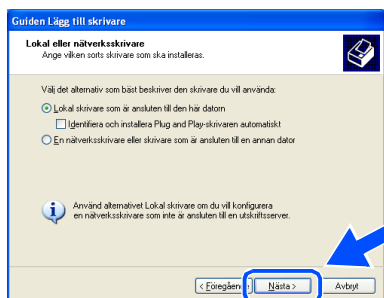 Guiden Lägg till skrivare
Lokal eller nätverksskrivare
Ange vilken sorts skrivare som ska installeras.
Välj det alternativ som bäst beskriver den skrivare du vill använda:
Lokal skrivare som är ansluten till den här datorn
Identifiera och installera Plug and Play-skrivaren automatiskt
En nätverksskrivare eller skrivare som är ansluten till en annan dator
Använd alternativet Lokal skrivare om du vill konfigurera
en nätverksskrivare som inte är ansluten till en utskriftsserver.
< Föregående Nästa > Avbryt